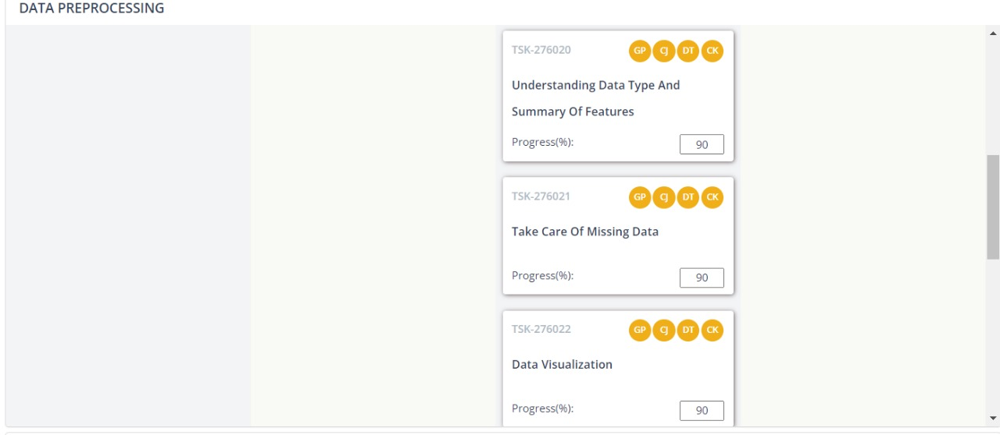 DATA PREPROCESSING
TSK-276020 GP CJ DT CK
Understanding Data Type And
Summary Of Features
Progress(%): 90
TSK-276021 GP CJ DT CK
Take Care Of Missing Data
Progress(%): 90
TSK-276022 GP CJ DT CK
Data Visualization
Progress(%): 90